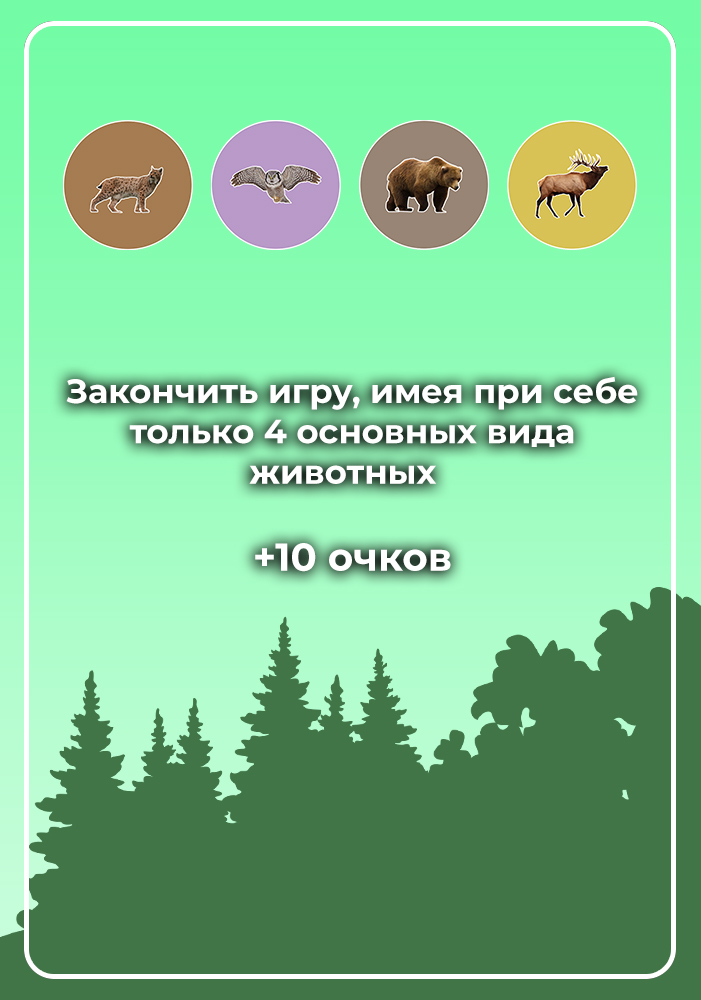 Закончить игру, имея при себе
только 4 основных вида
животных
+10 очков